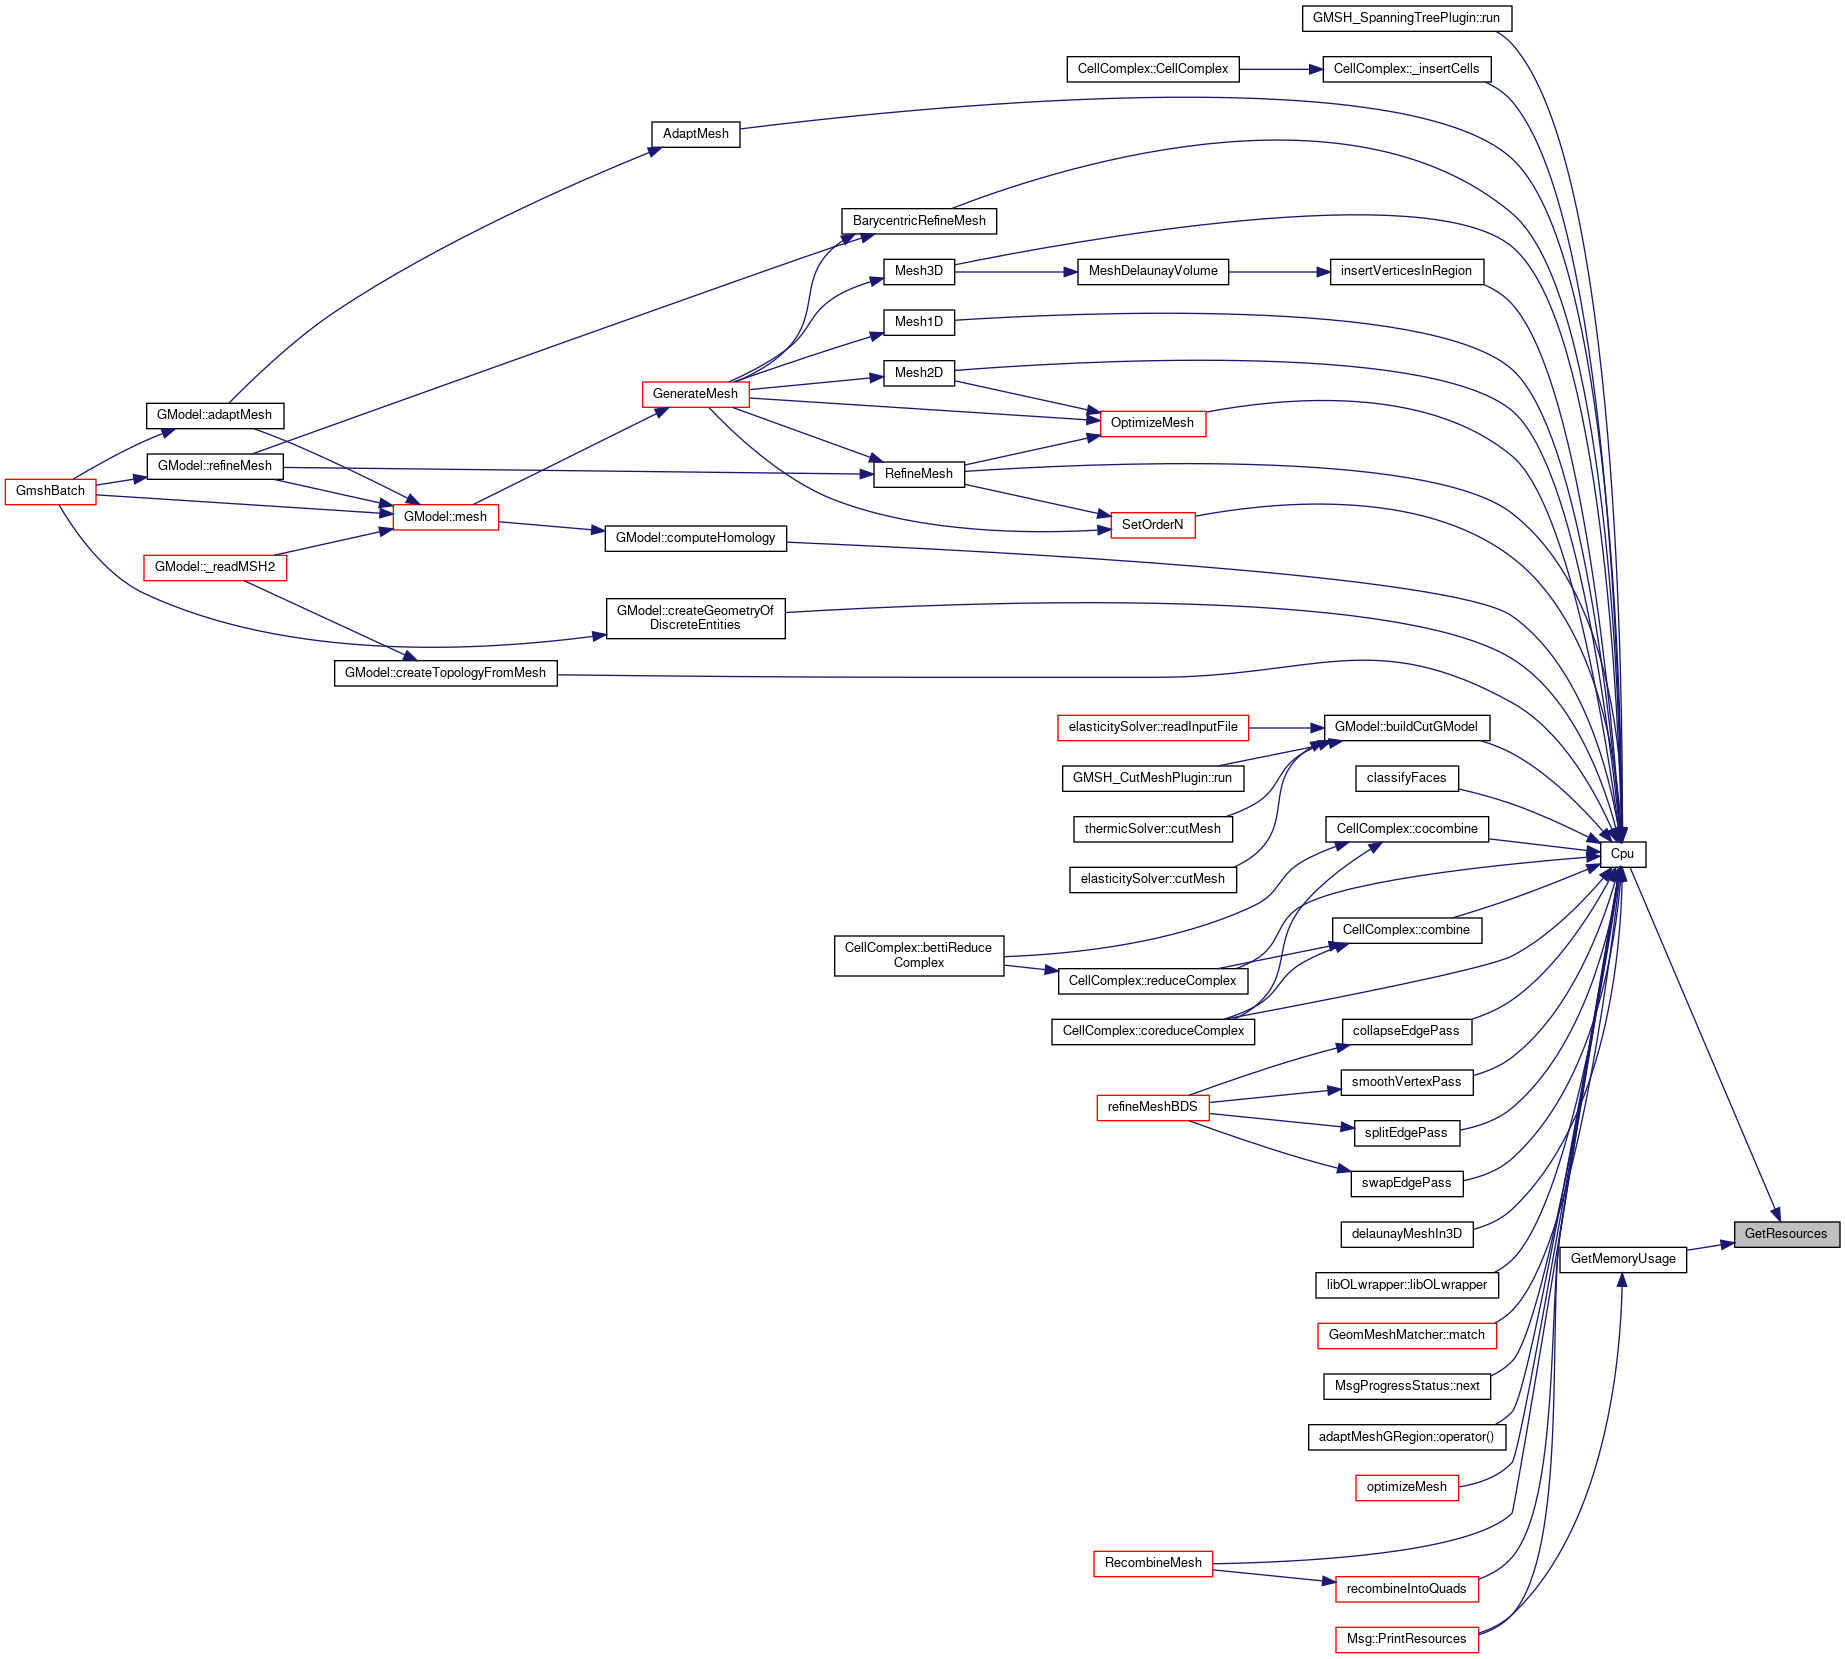 GMSH_SpanningTreePlugin::run
CellComplex::CellComplex
CellComplex::_insertCells
AdaptMesh
BarycentricRefineMesh
Mesh3D
MeshDelaunayVolume
insertVerticesInRegion
Mesh1D
Mesh2D
GenerateMesh
GModel::adaptMesh
OptimizeMesh
GModel::refineMesh
RefineMesh
GmshBatch
GModel::mesh
SetOrderN
GModel::computeHomology
GModel::_readMSH2
GModel::createGeometryOf
DiscreteEntities
GModel::createTopologyFromMesh
elasticitySolver::readInputFile
GModel::buildCutGModel
GMSH_CutMeshPlugin::run
classifyFaces
thermicSolver::cutMesh
CellComplex::cocombine
Cpu
elasticitySolver::cutMesh
CellComplex::combine
CellComplex::bettiReduce
Complex
CellComplex::reduceComplex
CellComplex::coreduceComplex
collapseEdgePass
smoothVertexPass
refineMeshBDS
splitEdgePass
swapEdgePass
delaunayMeshIn3D
GetResources
GetMemoryUsage
libOLwrapper::libOLwrapper
GeomMeshMatcher::match
MsgProgressStatus::next
adaptMeshGRegion::operator()
optimizeMesh
RecombineMesh
recombineIntoQuads
Msg::PrintResources